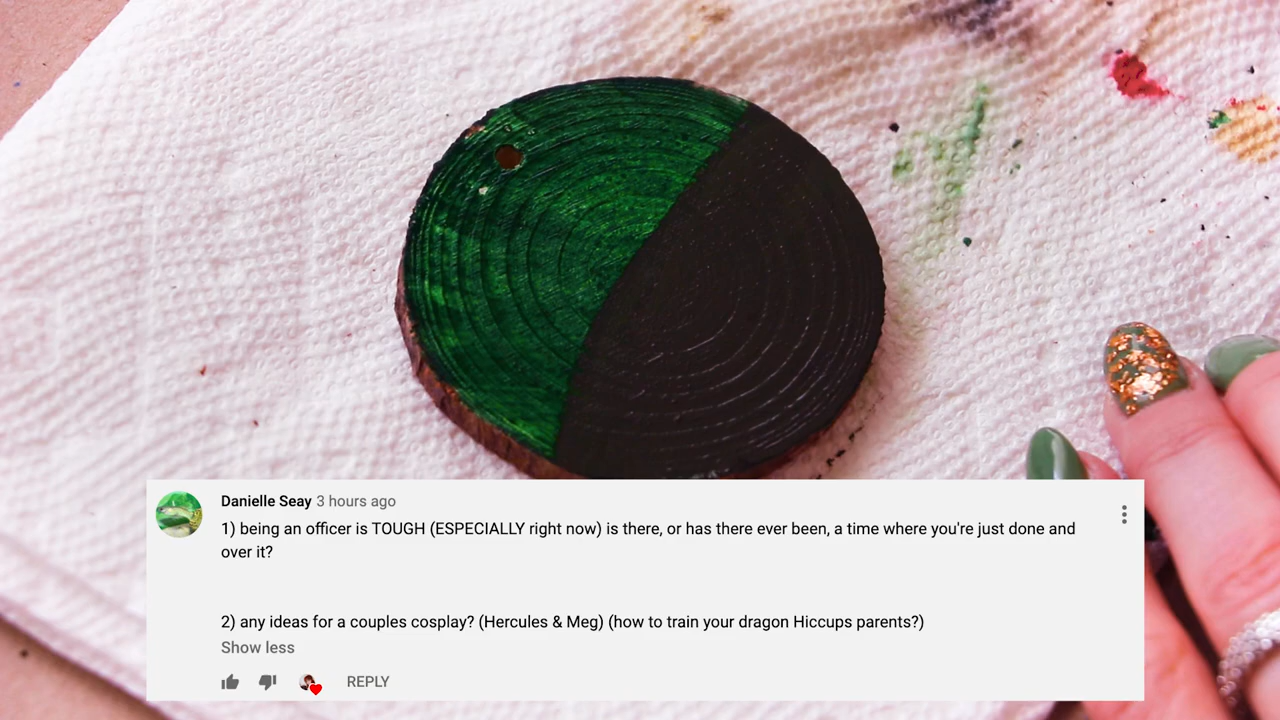 Danielle Seay 3 hours ago
1) being an officer is TOUGH (ESPECIALLY right now) is there, or has there ever been, a time where you're just done and
over it?
2) any ideas for a couples cosplay? (Hercules & Meg) (how to train your dragon Hiccups parents?)
Show less
REPLY